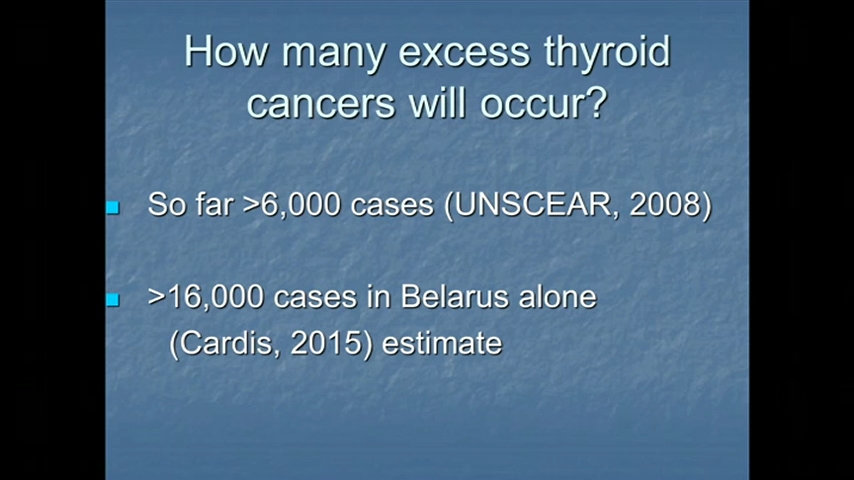 How many excess thyroid
cancers will occur?
So far >6,000 cases (UNSCEAR, 2008)
>16,000 cases in Belarus alone
(Cardis, 2015) estimate